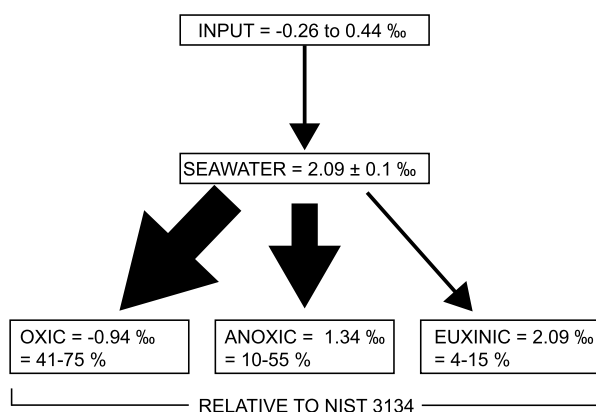 INPUT = -0.26 to 0.44 ‰
SEAWATER = 2.09 ± 0.1 ‰
OXIC = -0.94 ‰
= 41-75 %
ANOXIC = 1.34 ‰
= 10-55 %
EUXINIC = 2.09 ‰
= 4-15 %
RELATIVE TO NIST 3134